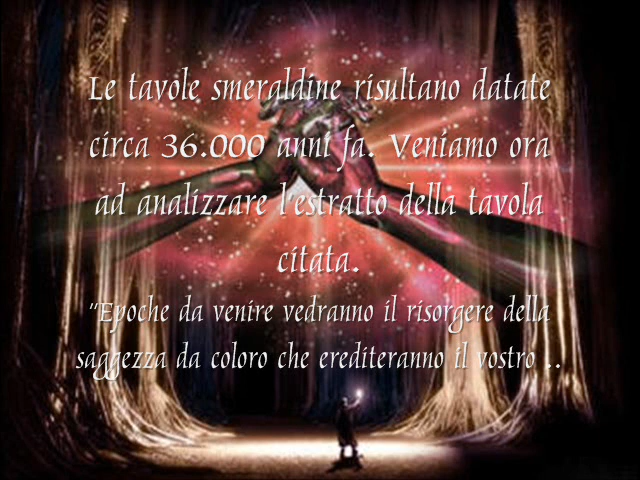 Le tavole smeraldine risultano datate
circa 36.000 anni fa. Veniamo ora
ad analizzare l'estratto della tavola
citata.
"Epoche da venire vedranno il risorgere della
saggezza da coloro che erediteranno il vostro ..